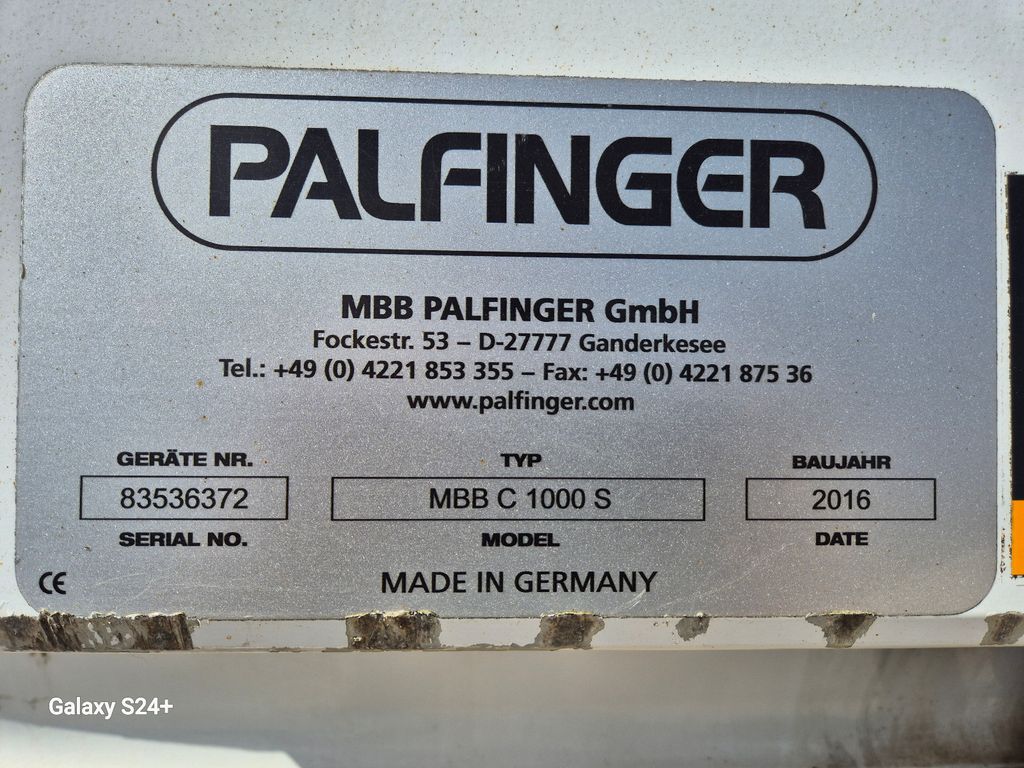 PALFINGER
MBB PALFINGER GmbH
Fockestr. 53 – D-27777 Ganderkesee
Tel.: +49 (0) 4221 853 355 – Fax: +49 (0) 4221 875 36
www.palfinger.com
GERÄTE NR. TYP BAUJAHR
83536372 MBB C 1000 S 2016
SERIAL NO. MODEL DATE
CE MADE IN GERMANY
Galaxy S24+